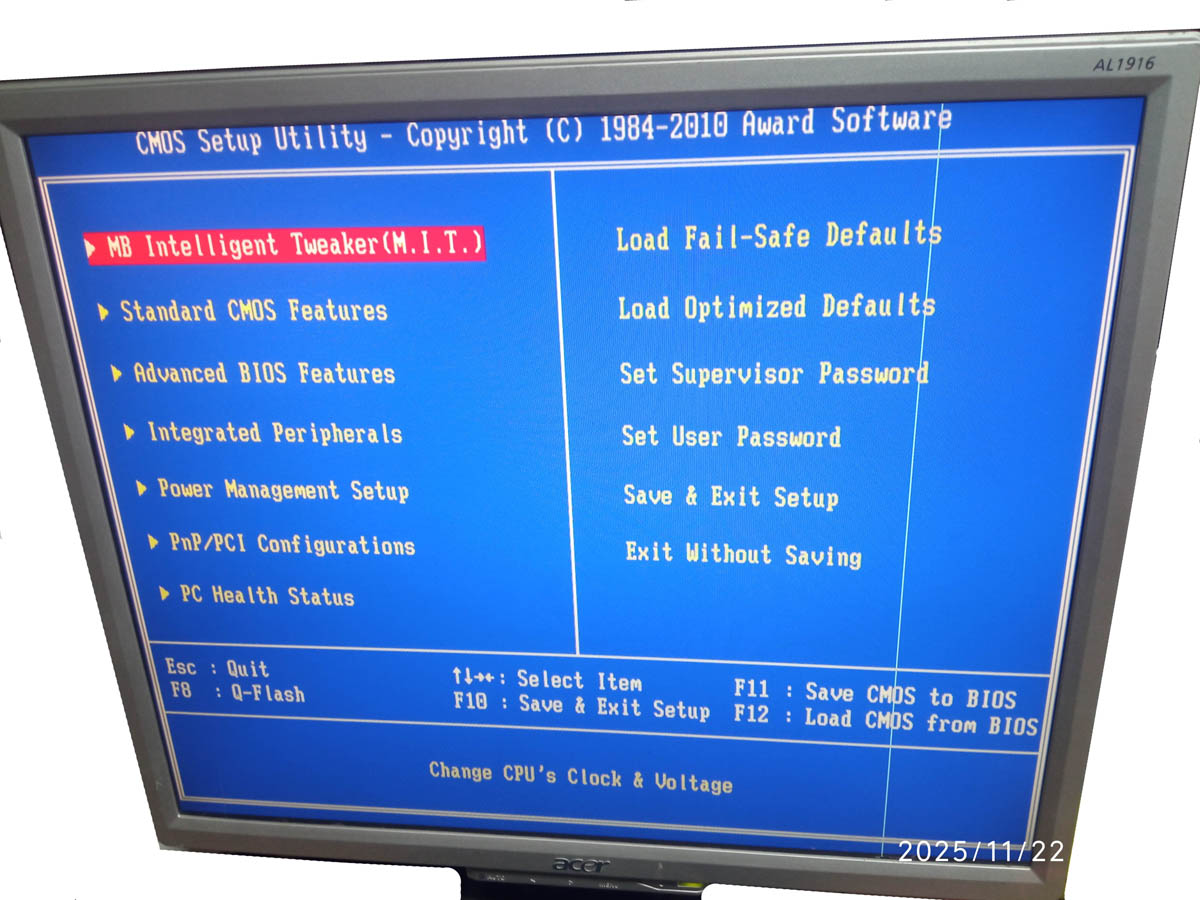 AL1916
CMOS Setup Utility - Copyright (C) 1984-2010 Award Software
▶ MB Intelligent Tweaker(M.I.T.)
▶ Standard CMOS Features
▶ Advanced BIOS Features
▶ Integrated Peripherals
▶ Power Management Setup
▶ PnP/PCI Configurations
▶ PC Health Status
Load Fail-Safe Defaults
Load Optimized Defaults
Set Supervisor Password
Set User Password
Save & Exit Setup
Exit Without Saving
Esc : Quit
F8 : Q-Flash
↑↓→←: Select Item
F10 : Save & Exit Setup
F11 : Save CMOS to BIOS
F12 : Load CMOS from BIOS
Change CPU's Clock & Voltage
acer
2025/11/22